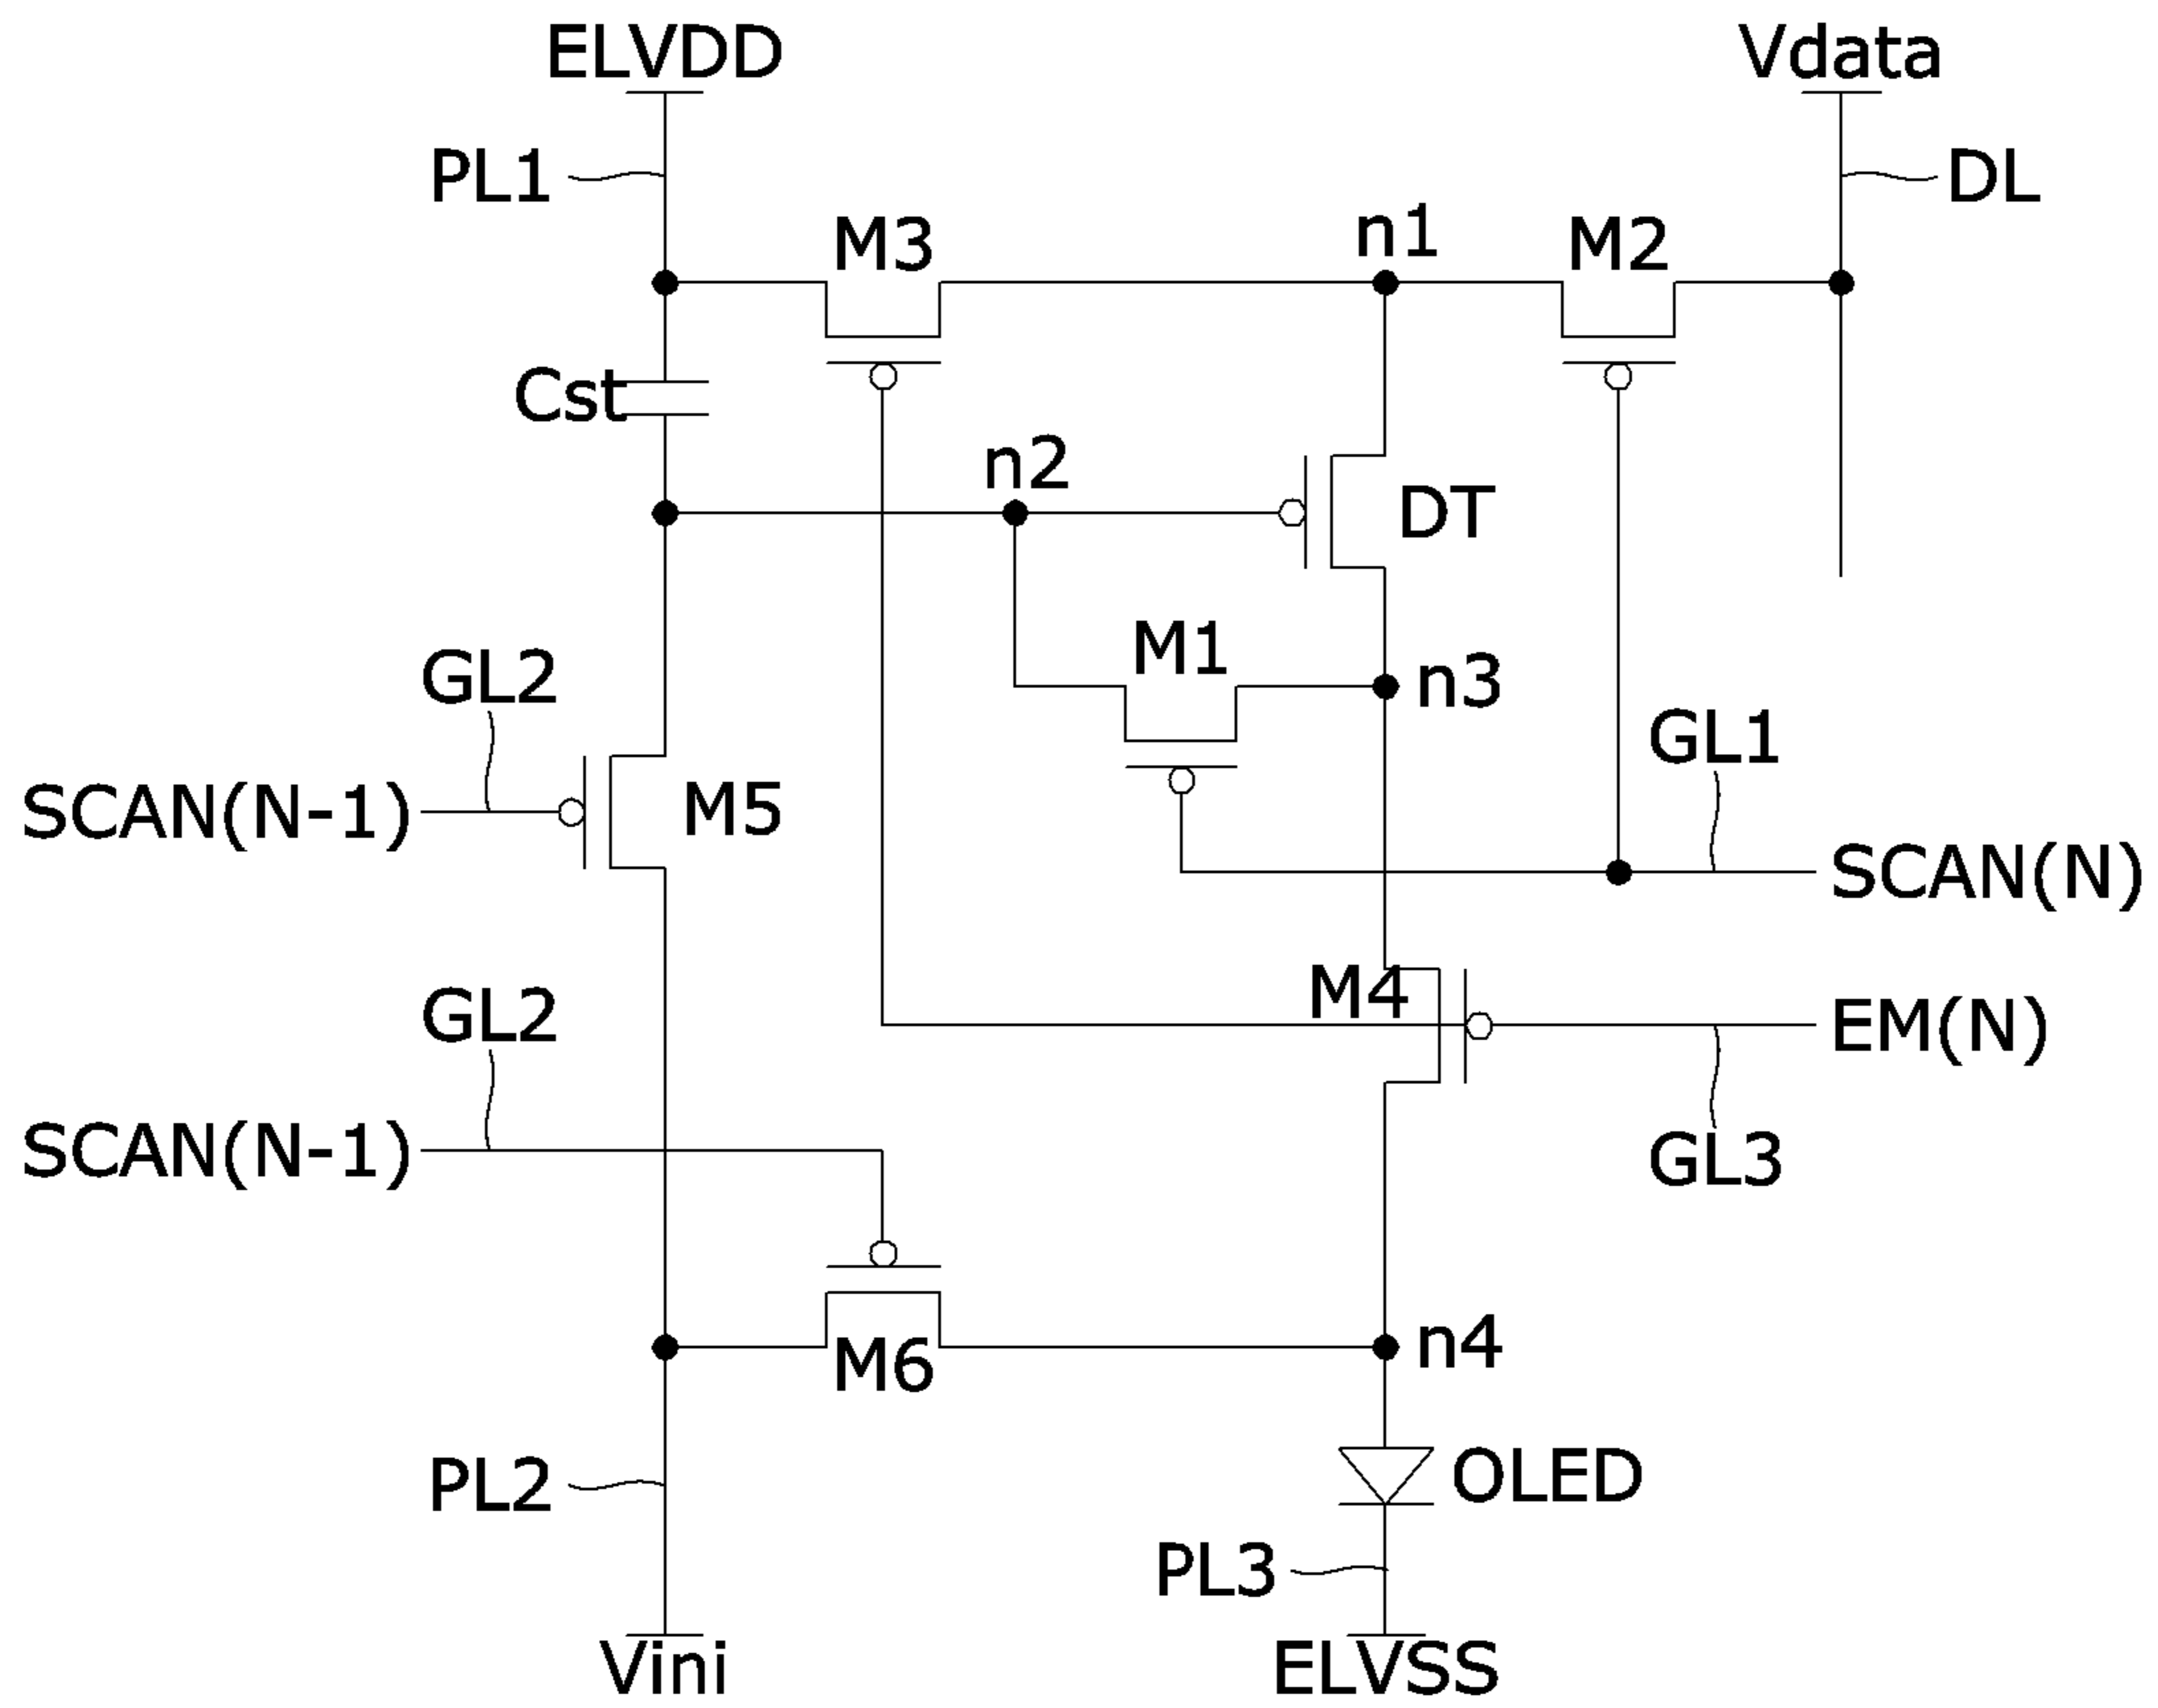 ELVDD
Vdata
PL1
DL
M3
n1
M2
Cst
n2
DT
M1
n3
GL2
GL1
SCAN(N-1)
M5
SCAN(N)
M4
GL2
EM(N)
SCAN(N-1)
GL3
n4
M6
PL2
OLED
PL3
Vini
ELVSS